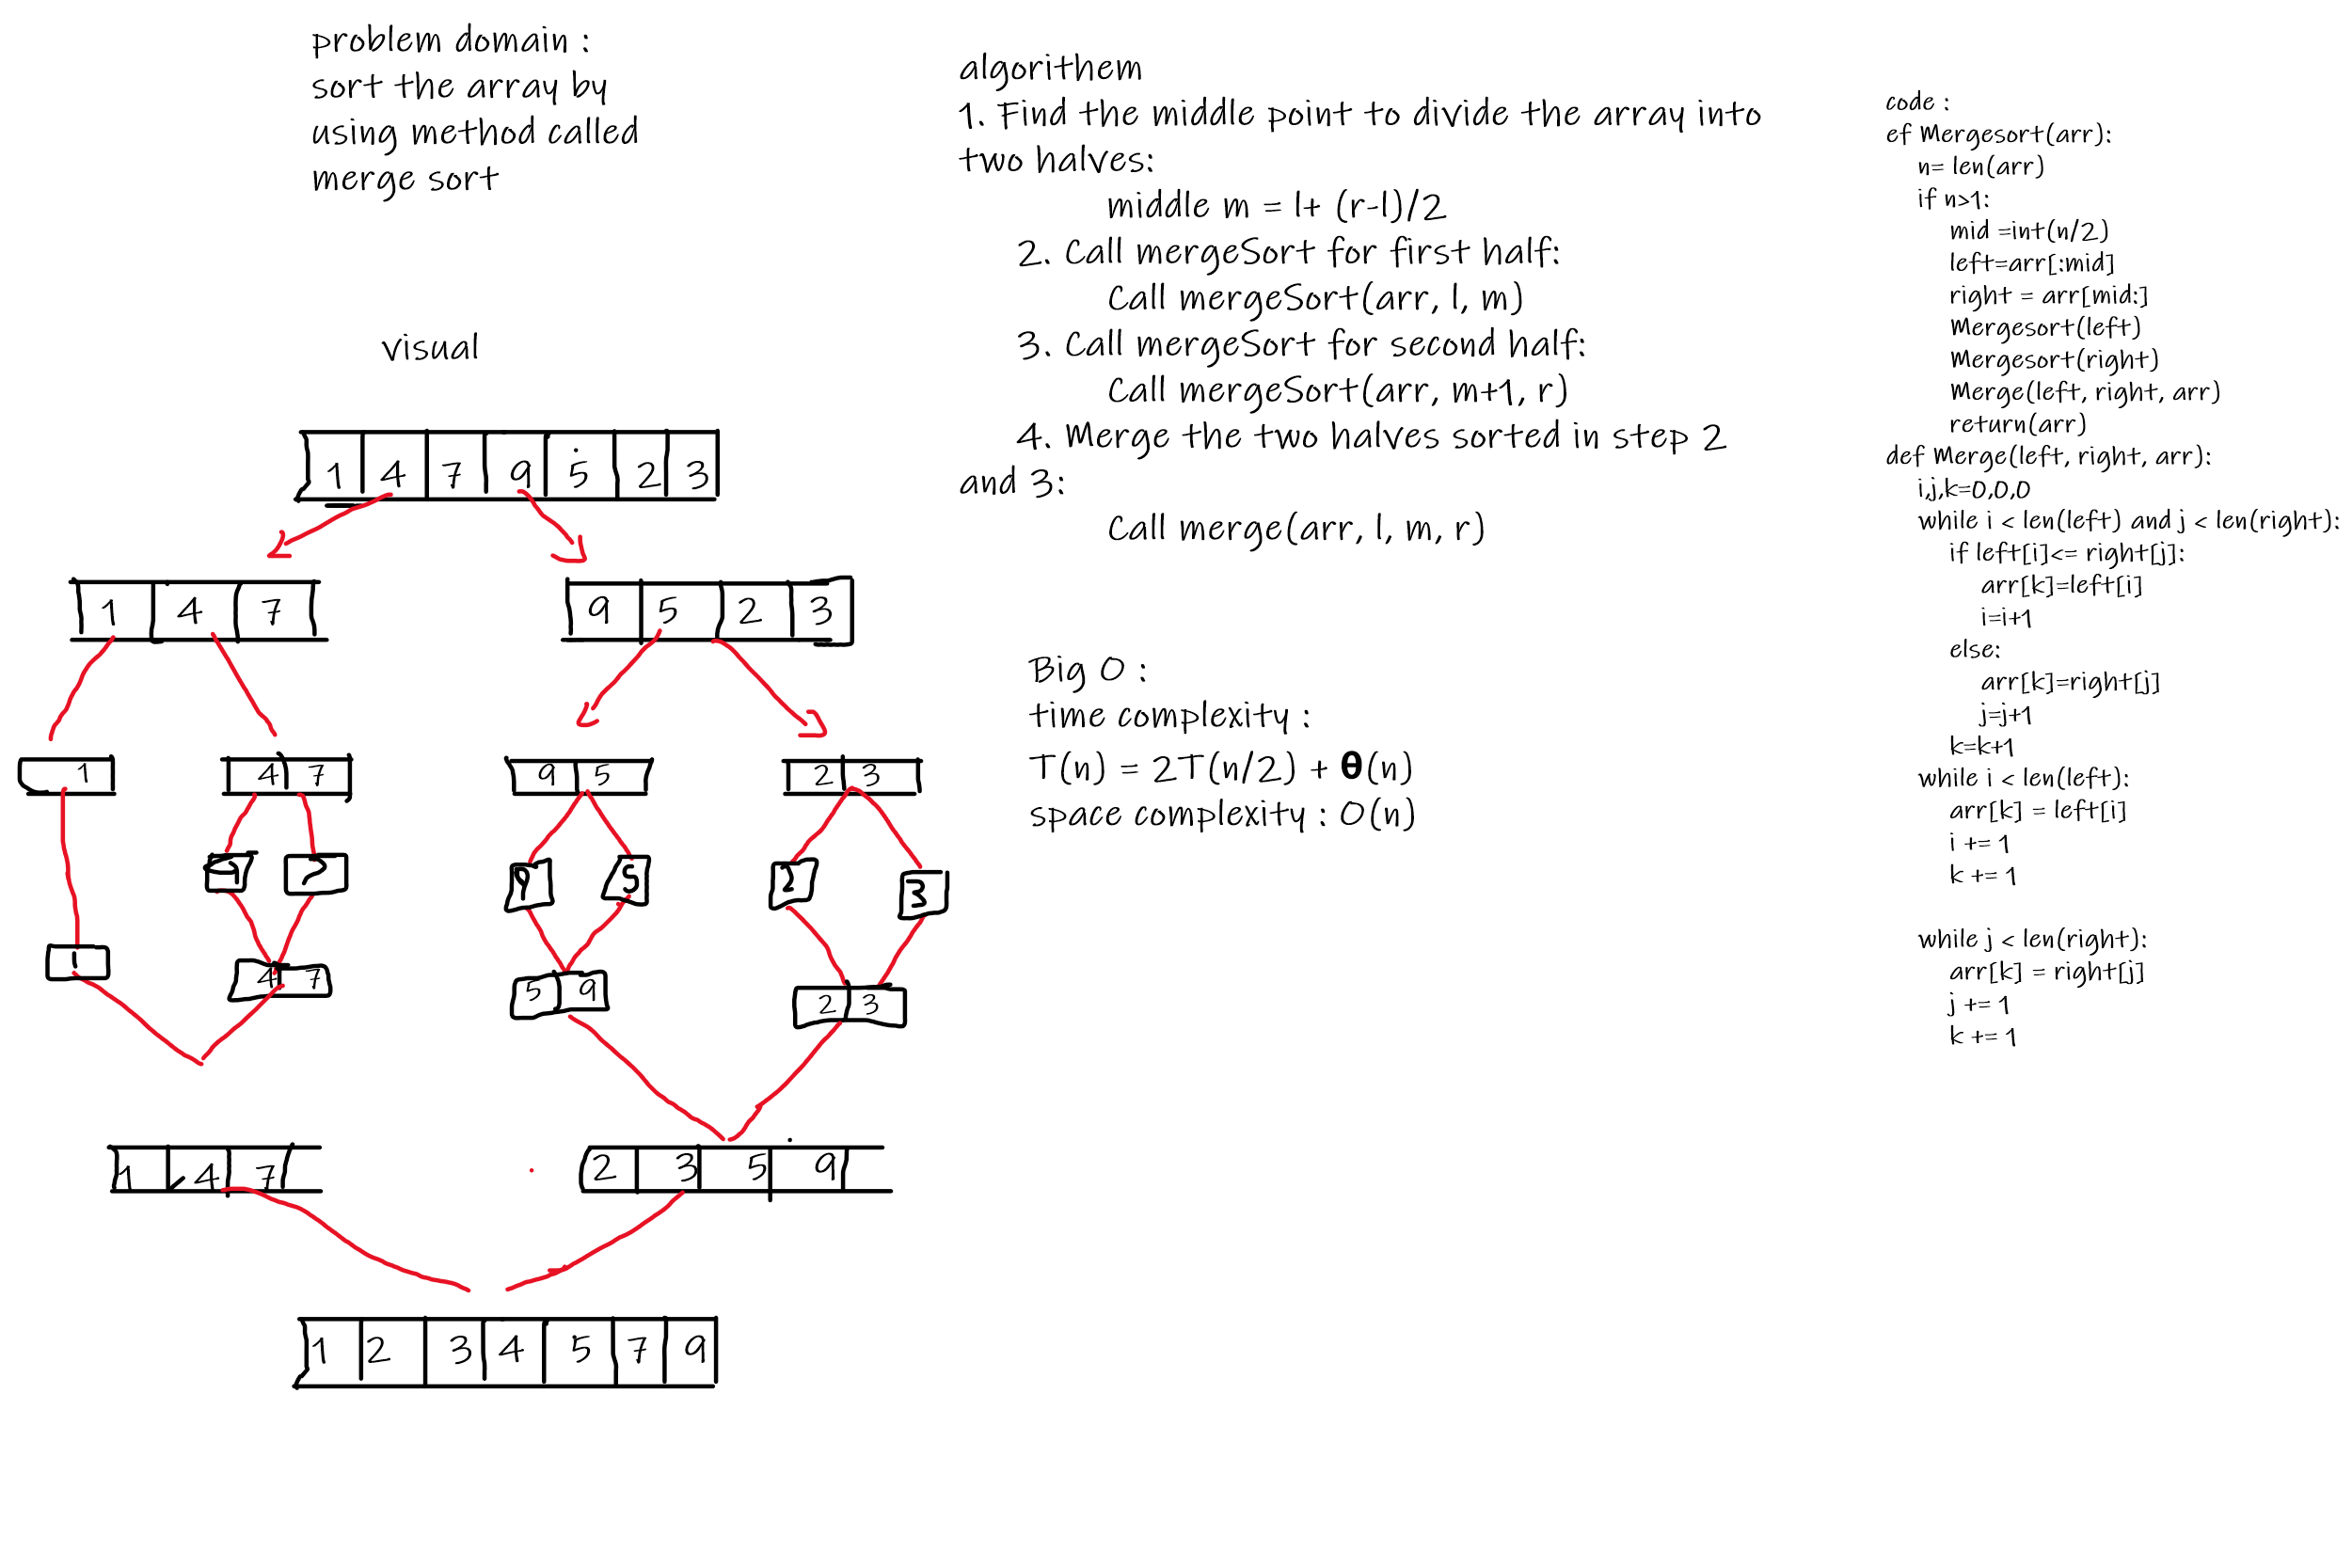 problem domain :
sort the array by
using method called
merge sort
visual
1 4 7 9 5 2 3
1 4 7
9 5 2 3
1
4 7
9 5
2 3
4
7
9
5
2
3
1
4 7
5 9
2 3
1 4 7
2 3 5 9
1 2 3 4 5 7 9
algorithem
1. Find the middle point to divide the array into
two halves:
middle m = l+ (r-l)/2
2. Call mergeSort for first half:
Call mergeSort(arr, l, m)
3. Call mergeSort for second half:
Call mergeSort(arr, m+1, r)
4. Merge the two halves sorted in step 2
and 3:
Call merge(arr, l, m, r)
Big O :
time complexity :
T(n) = 2T(n/2) + θ(n)
space complexity : O(n)
code :
ef Mergesort(arr):
n= len(arr)
if n>1:
mid =int(n/2)
left=arr[:mid]
right = arr[mid:]
Mergesort(left)
Mergesort(right)
Merge(left, right, arr)
return(arr)
def Merge(left, right, arr):
i,j,k=0,0,0
while i < len(left) and j < len(right):
if left[i]<= right[j]:
arr[k]=left[i]
i=i+1
else:
arr[k]=right[j]
j=j+1
k=k+1
while i < len(left):
arr[k] = left[i]
i += 1
k += 1
while j < len(right):
arr[k] = right[j]
j += 1
k += 1